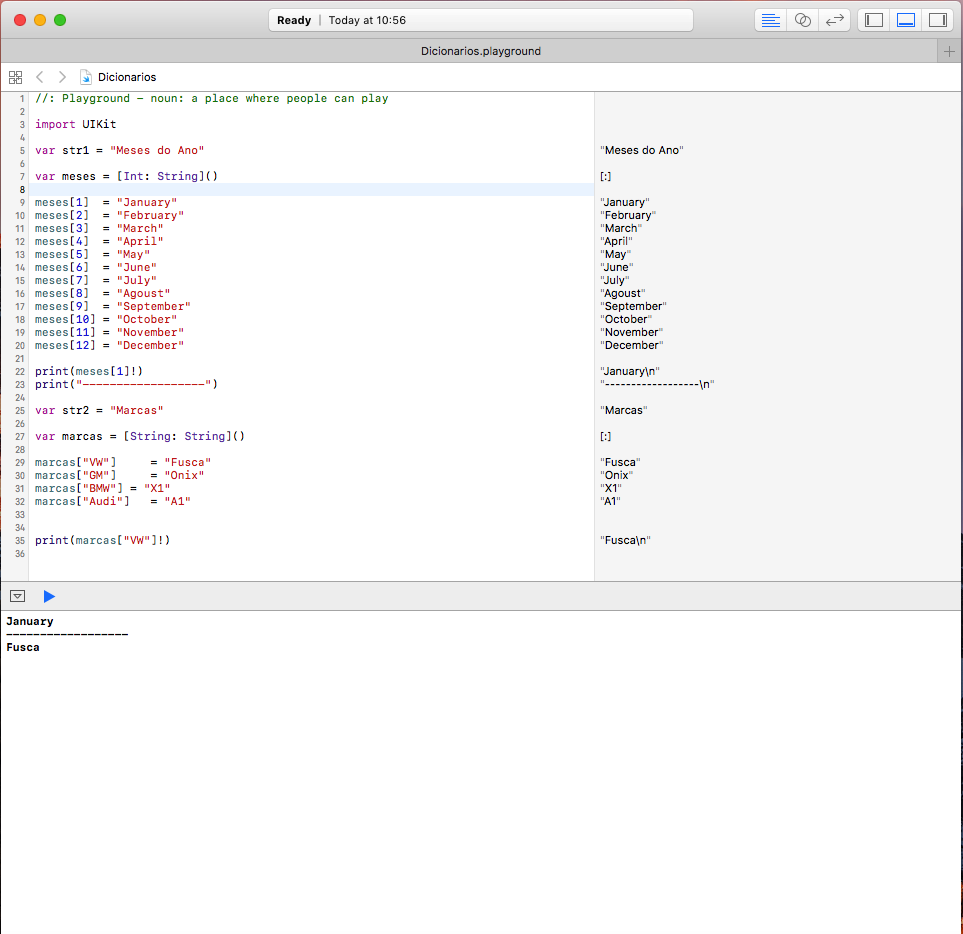 Ready | Today at 10:56
Dicionarios.playground
Dicionarios
1 //: Playground - noun: a place where people can play
2
3 import UIKit
4
5 var str1 = "Meses do Ano" "Meses do Ano"
6
7 var meses = [Int: String]() [:]
8
9 meses[1]  = "January" "January"
10 meses[2]  = "February" "February"
11 meses[3]  = "March" "March"
12 meses[4]  = "April" "April"
13 meses[5]  = "May" "May"
14 meses[6]  = "June" "June"
15 meses[7]  = "July" "July"
16 meses[8]  = "Agoust" "Agoust"
17 meses[9]  = "September" "September"
18 meses[10] = "October" "October"
19 meses[11] = "November" "November"
20 meses[12] = "December" "December"
21
22 print(meses[1]!) "January\n"
23 print("------------------") "------------------\n"
24
25 var str2 = "Marcas" "Marcas"
26
27 var marcas = [String: String]() [:]
28
29 marcas["VW"]     = "Fusca" "Fusca"
30 marcas["GM"]     = "Onix" "Onix"
31 marcas["BMW"] = "X1" "X1"
32 marcas["Audi"]   = "A1" "A1"
33
34
35 print(marcas["VW"]!) "Fusca\n"
36
January
------------------
Fusca